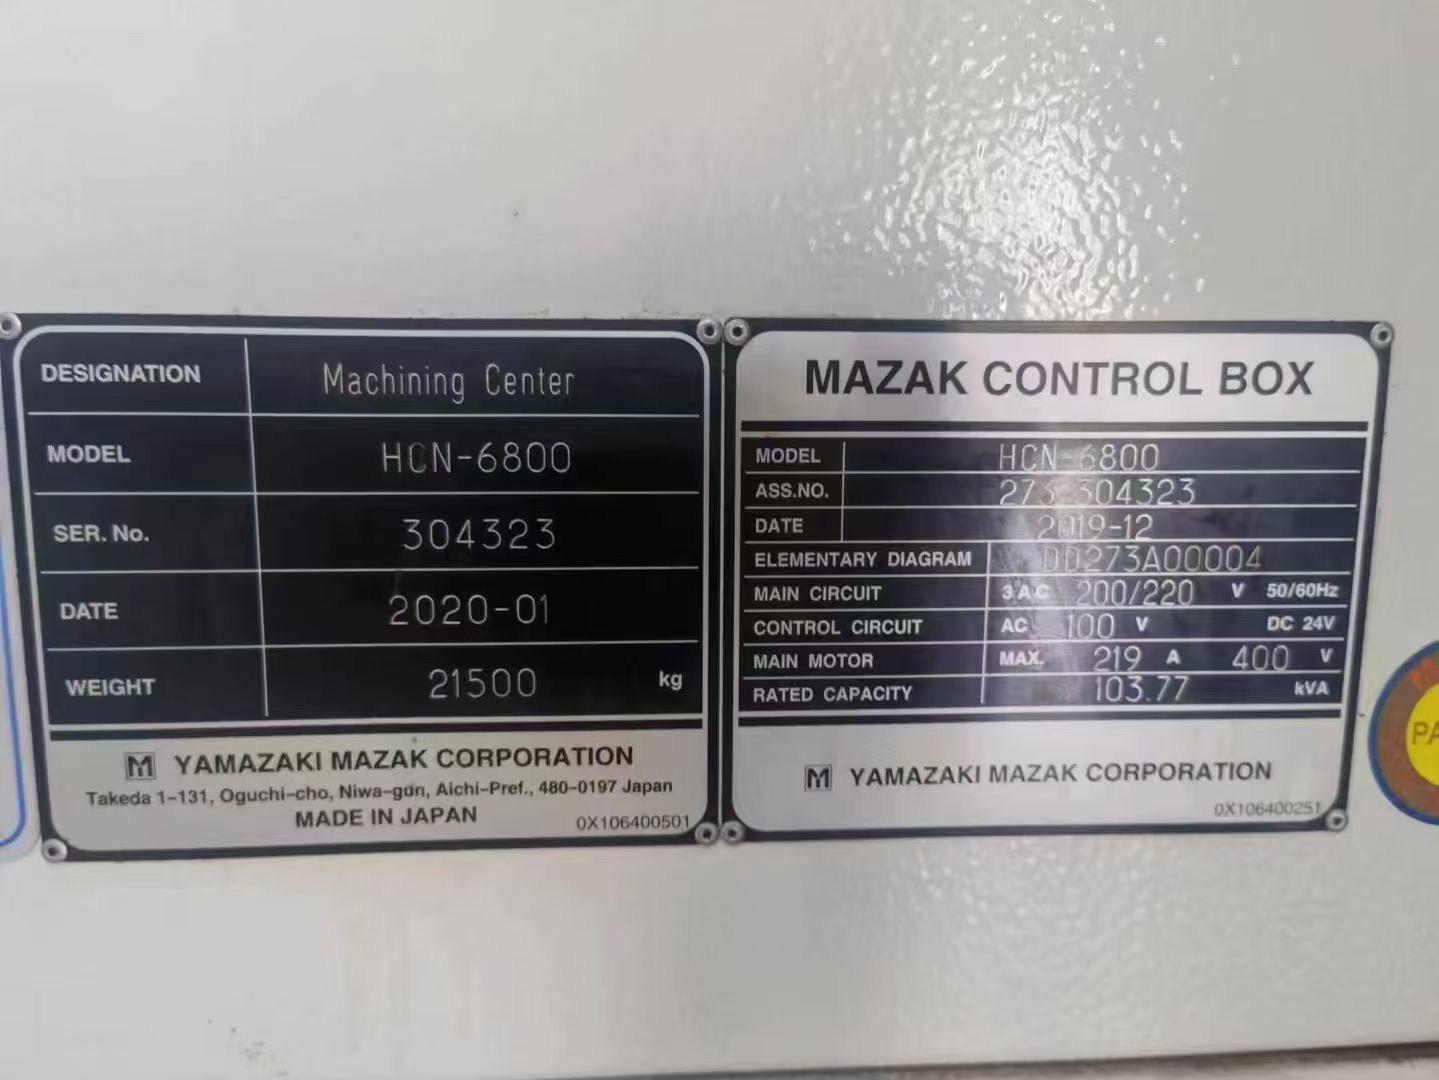 DESIGNATION Machining Center
MODEL HCN-6800
SER. No. 304323
DATE 2020-01
WEIGHT 21500 kg
M YAMAZAKI MAZAK CORPORATION
Takeda 1-131, Oguchi-cho, Niwa-gun, Aichi-Pref., 480-0197 Japan
MADE IN JAPAN
0X106400501
MAZAK CONTROL BOX
MODEL HCN-6800
ASS.NO. 273-304323
DATE 2019-12
ELEMENTARY DIAGRAM DD273A00004
MAIN CIRCUIT 3 AC 200/220 V 50/60Hz
CONTROL CIRCUIT AC 100 V DC 24V
MAIN MOTOR MAX. 219 A 400 V
RATED CAPACITY 103.77 kVA
M YAMAZAKI MAZAK CORPORATION
0X106400251